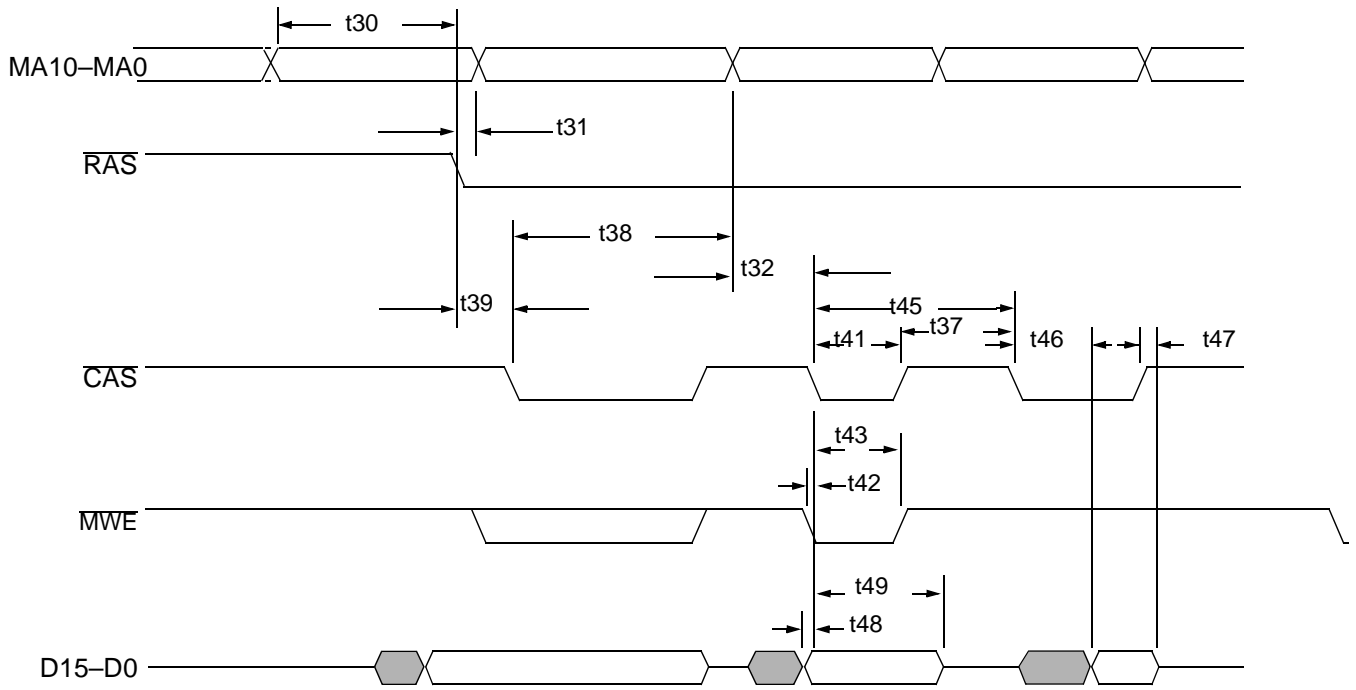 t30
MA10–MA0
t31
RAS
t38
t32
t39
t45
t37
t41
t46
t47
CAS
t43
t42
MWE
t49
t48
D15–D0